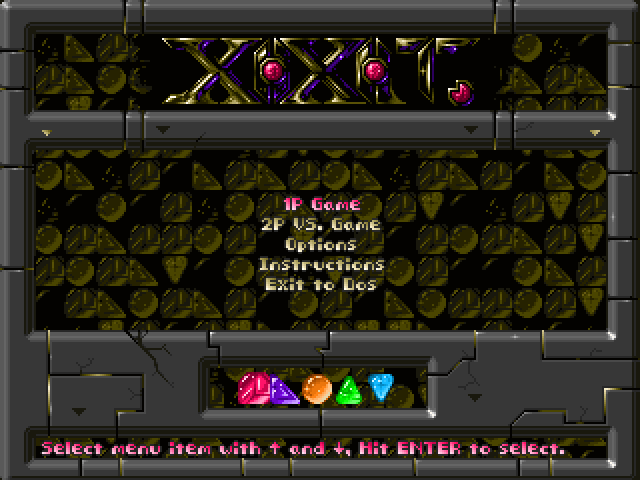 XIXIT
1P Game
2P VS. Game
Options
Instructions
Exit to Dos
Select menu item with ↑ and ↓, Hit ENTER to select.